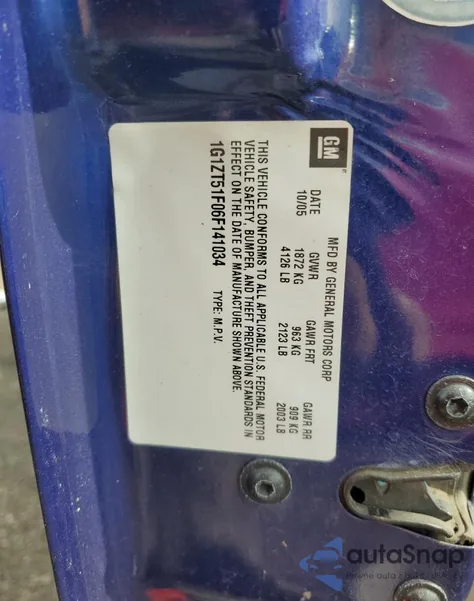 GM
MFD BY GENERAL MOTORS CORP
DATE GVWR GAWR FRT GAWR RR
10/05 1872 KG 963 KG 909 KG
4126 LB 2123 LB 2003 LB
THIS VEHICLE CONFORMS TO ALL APPLICABLE U.S. FEDERAL MOTOR
VEHICLE SAFETY, BUMPER, AND THEFT PREVENTION STANDARDS IN
EFFECT ON THE DATE OF MANUFACTURE SHOWN ABOVE.
1G1ZT51F06F141034 TYPE: M.P.V.
autoSnap